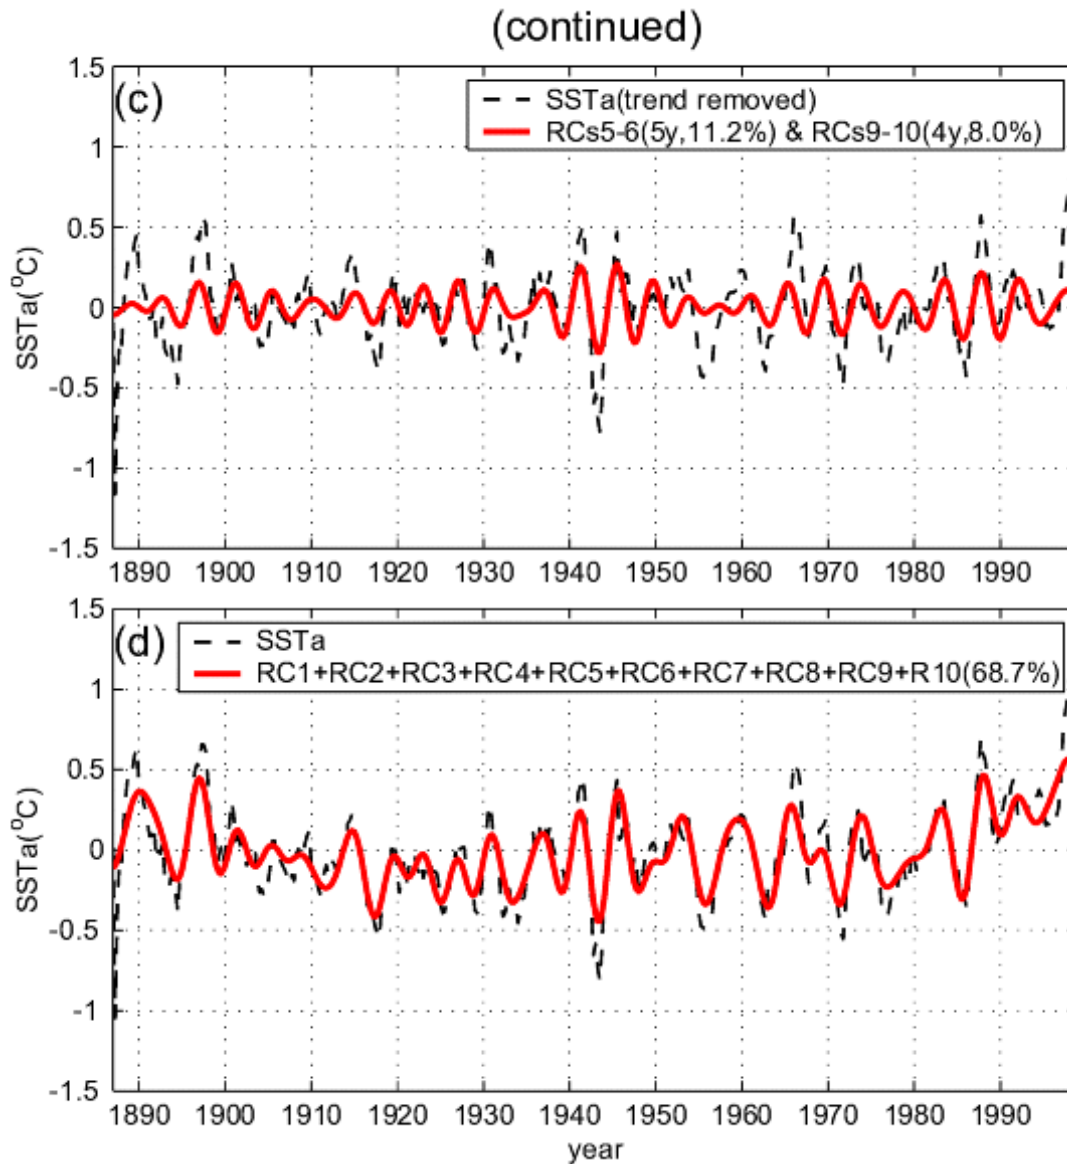 (continued)
(c)
SSTa(trend removed)
RCs5-6(5y,11.2%) & RCs9-10(4y,8.0%)
1.5
1
0.5
0
-0.5
-1
-1.5
SSTa(°C)
1890 1900 1910 1920 1930 1940 1950 1960 1970 1980 1990
(d)
SSTa
RC1+RC2+RC3+RC4+RC5+RC6+RC7+RC8+RC9+R10(68.7%)
1.5
1
0.5
0
-0.5
-1
-1.5
SSTa(°C)
1890 1900 1910 1920 1930 1940 1950 1960 1970 1980 1990
year